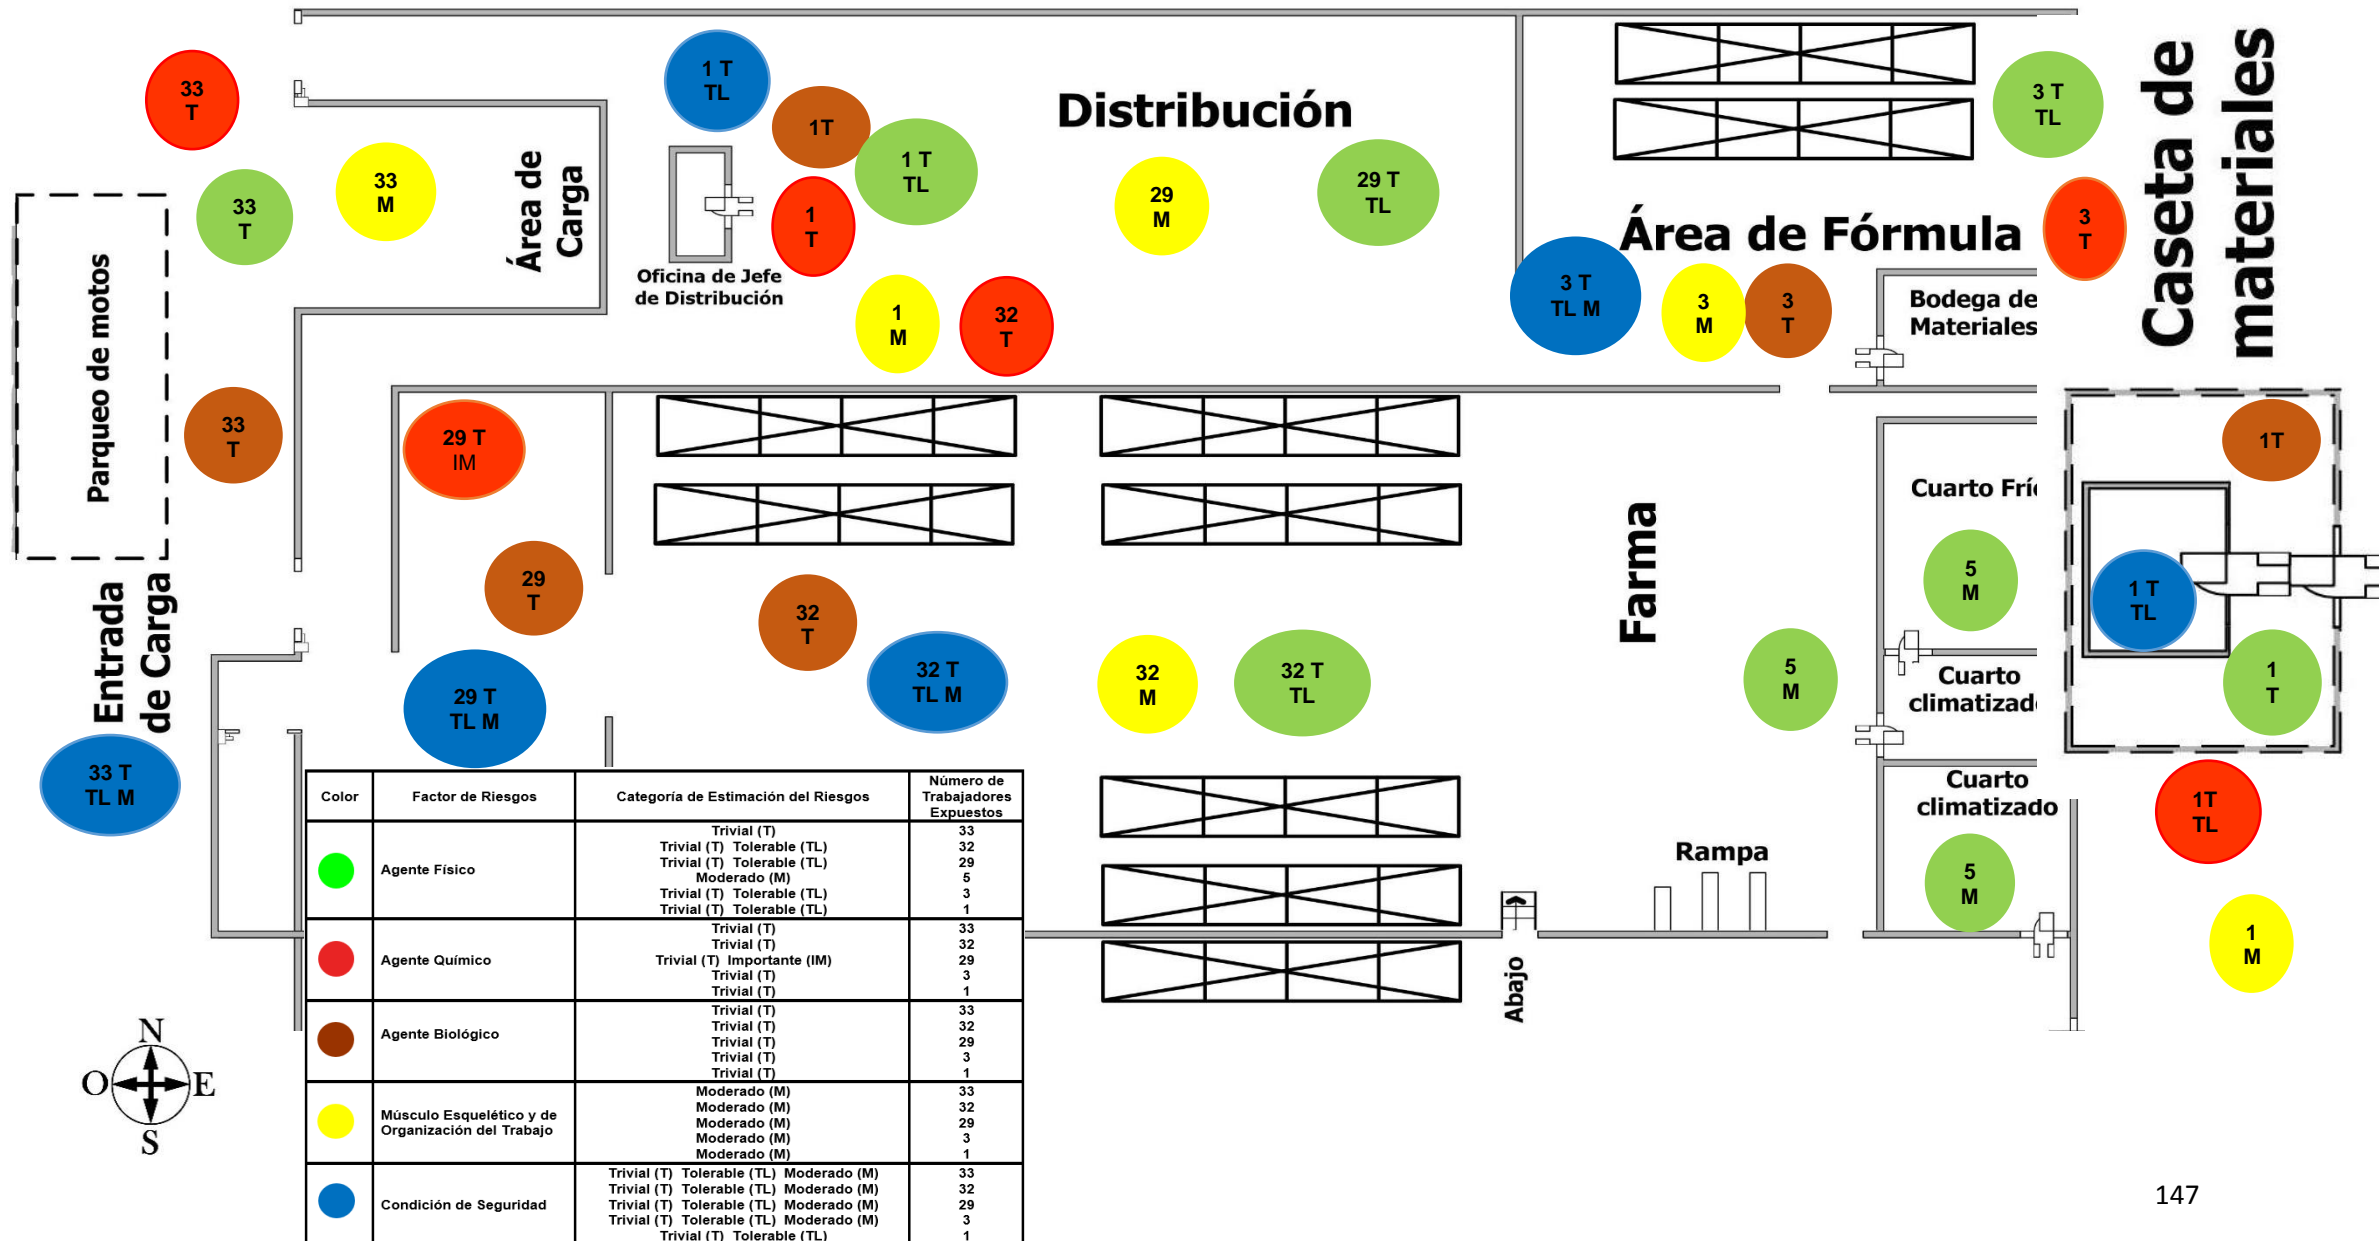 33
T
33
T
33
M
Parqueo de motos
33
T
Entrada
de Carga
33 T
TL M
Área de
Carga
1 T
TL
1T
1 T
TL
1
T
Oficina de Jefe
de Distribución
1
M
32
T
Distribución
29
M
29 T
TL
3 T
TL
Área de Fórmula
3
T
3 T
TL M
3
M
3
T
Bodega de
Materiales
Caseta de
materiales
29 T
IM
29
T
29 T
TL M
32
T
32 T
TL M
32
M
32 T
TL
Farma
5
M
Cuarto Frí
5
M
Cuarto
climatizad
Cuarto
climatizado
5
M
1T
1 T
TL
1
T
1T
TL
1
M
Rampa
Abajo
Color
Factor de Riesgos
Categoría de Estimación del Riesgos
Número de
Trabajadores
Expuestos
Agente Físico
Trivial (T) 33
Trivial (T) Tolerable (TL) 32
Trivial (T) Tolerable (TL) 29
Moderado (M) 5
Trivial (T) Tolerable (TL) 3
Trivial (T) Tolerable (TL) 1
Agente Químico
Trivial (T) 33
Trivial (T) 32
Trivial (T) Importante (IM) 29
Trivial (T) 3
Trivial (T) 1
Agente Biológico
Trivial (T) 33
Trivial (T) 32
Trivial (T) 29
Trivial (T) 3
Trivial (T) 1
Músculo Esquelético y de
Organización del Trabajo
Moderado (M) 33
Moderado (M) 32
Moderado (M) 29
Moderado (M) 3
Moderado (M) 1
Condición de Seguridad
Trivial (T) Tolerable (TL) Moderado (M) 33
Trivial (T) Tolerable (TL) Moderado (M) 32
Trivial (T) Tolerable (TL) Moderado (M) 29
Trivial (T) Tolerable (TL) Moderado (M) 3
Trivial (T) Tolerable (TL) 1
N
O E
S
147